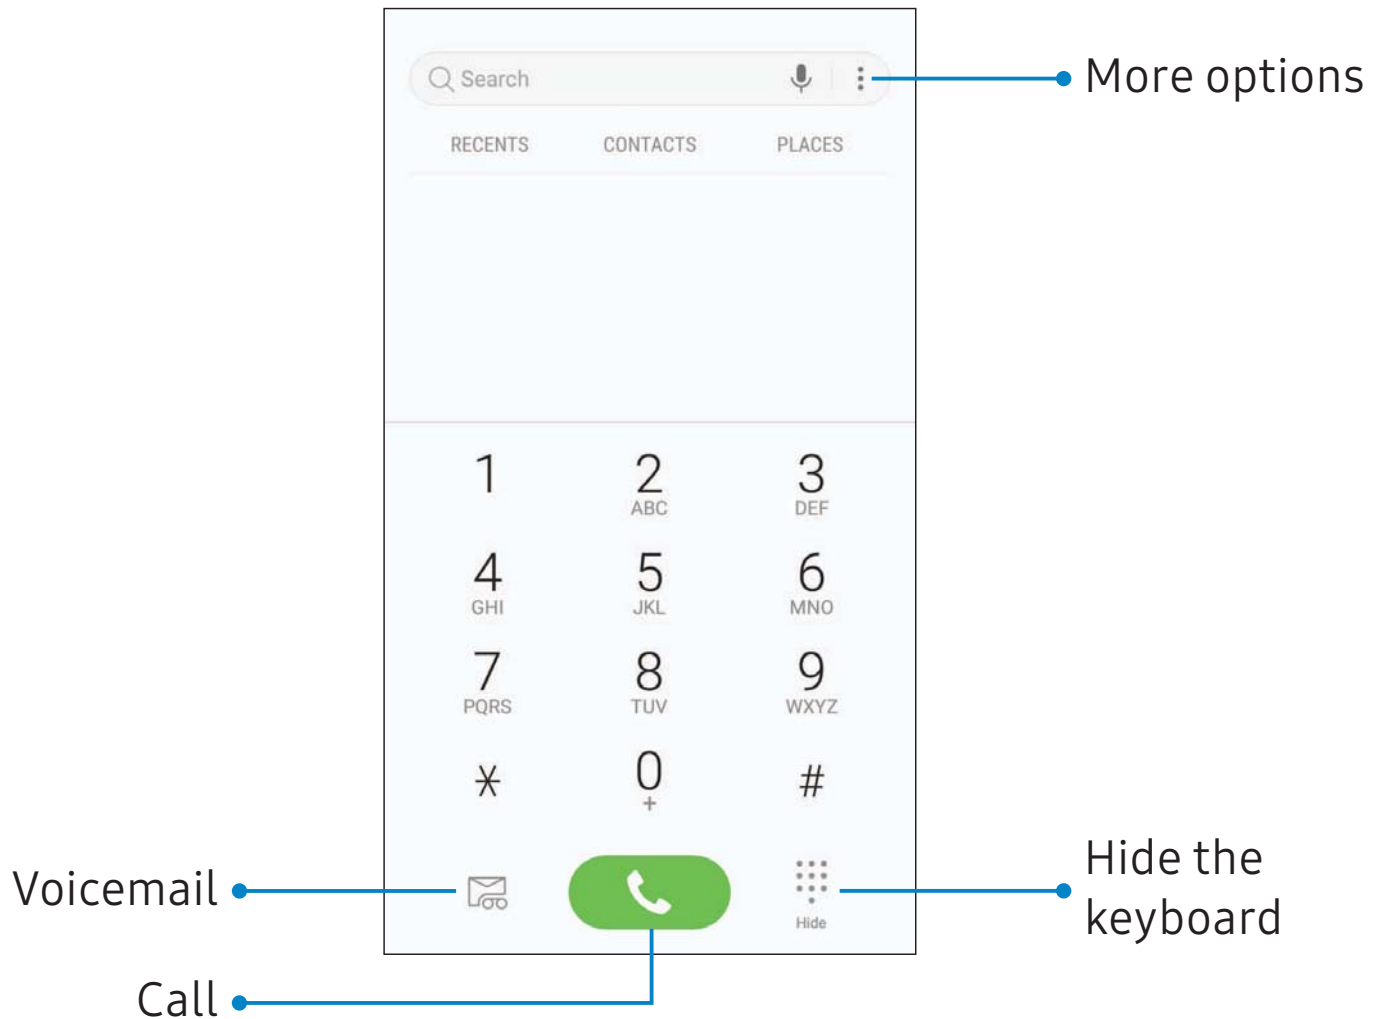 Search
More options
RECENTS CONTACTS PLACES
1 2 3
ABC DEF
4 5 6
GHI JKL MNO
7 8 9
PQRS TUV WXYZ
* 0 #
+
Voicemail
Hide
Hide the
keyboard
Call